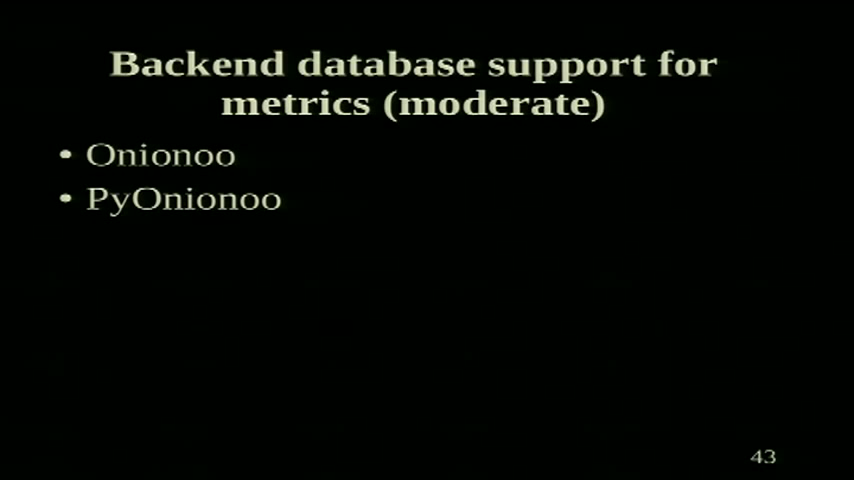 Backend database support for
metrics (moderate)
• Onionoo
• PyOnionoo
43